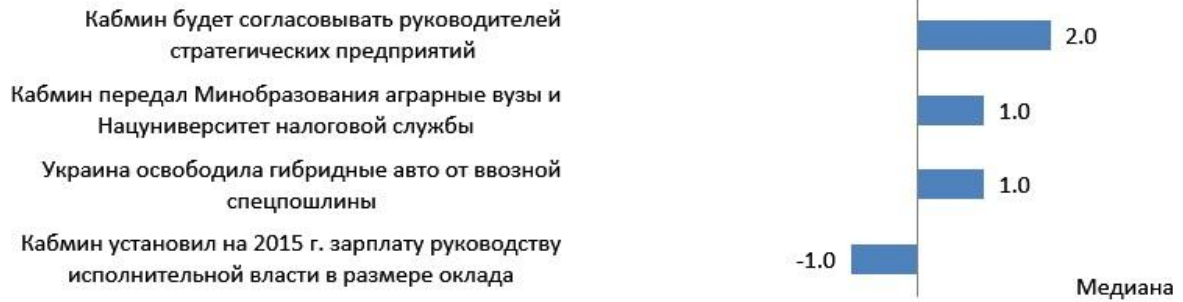 Кабмин будет согласовывать руководителей
стратегических предприятий
2.0
Кабмин передал Минобразования аграрные вузы и
Нацуниверситет налоговой службы
1.0
Украина освободила гибридные авто от ввозной
спецпошлины
1.0
Кабмин установил на 2015 г. зарплату руководству
исполнительной власти в размере оклада
-1.0
Медиана